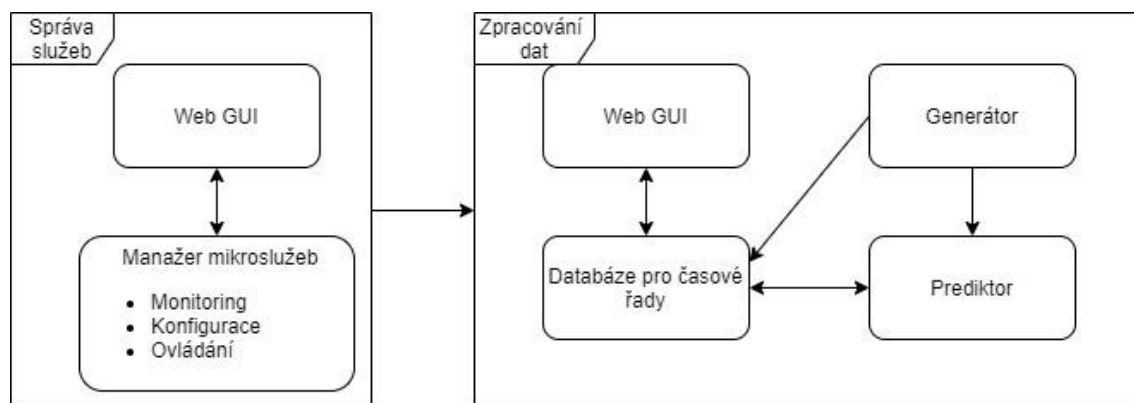 Správa
služeb
Web GUI
Manažer mikroslužeb
• Monitoring
• Konfigurace
• Ovládání
Zpracování
dat
Web GUI
Generátor
Databáze pro časové
řady
Prediktor